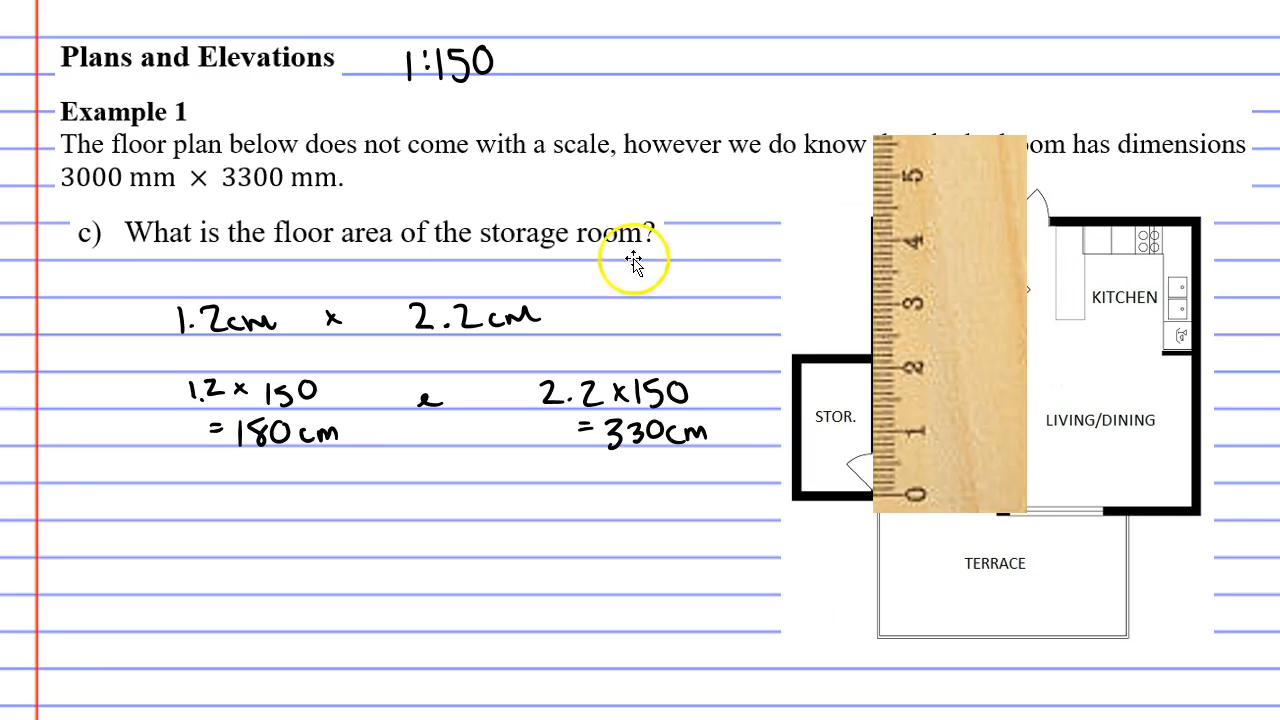 Plans and Elevations 1:150
Example 1
The floor plan below does not come with a scale, however we do know has dimensions
3000 mm × 3300 mm.
c) What is the floor area of the storage room?
1.2cm × 2.2cm
1.2 × 150 & 2.2×150
= 180 cm = 330cm
5
4
3
2
1
0
KITCHEN
STOR.
LIVING/DINING
TERRACE